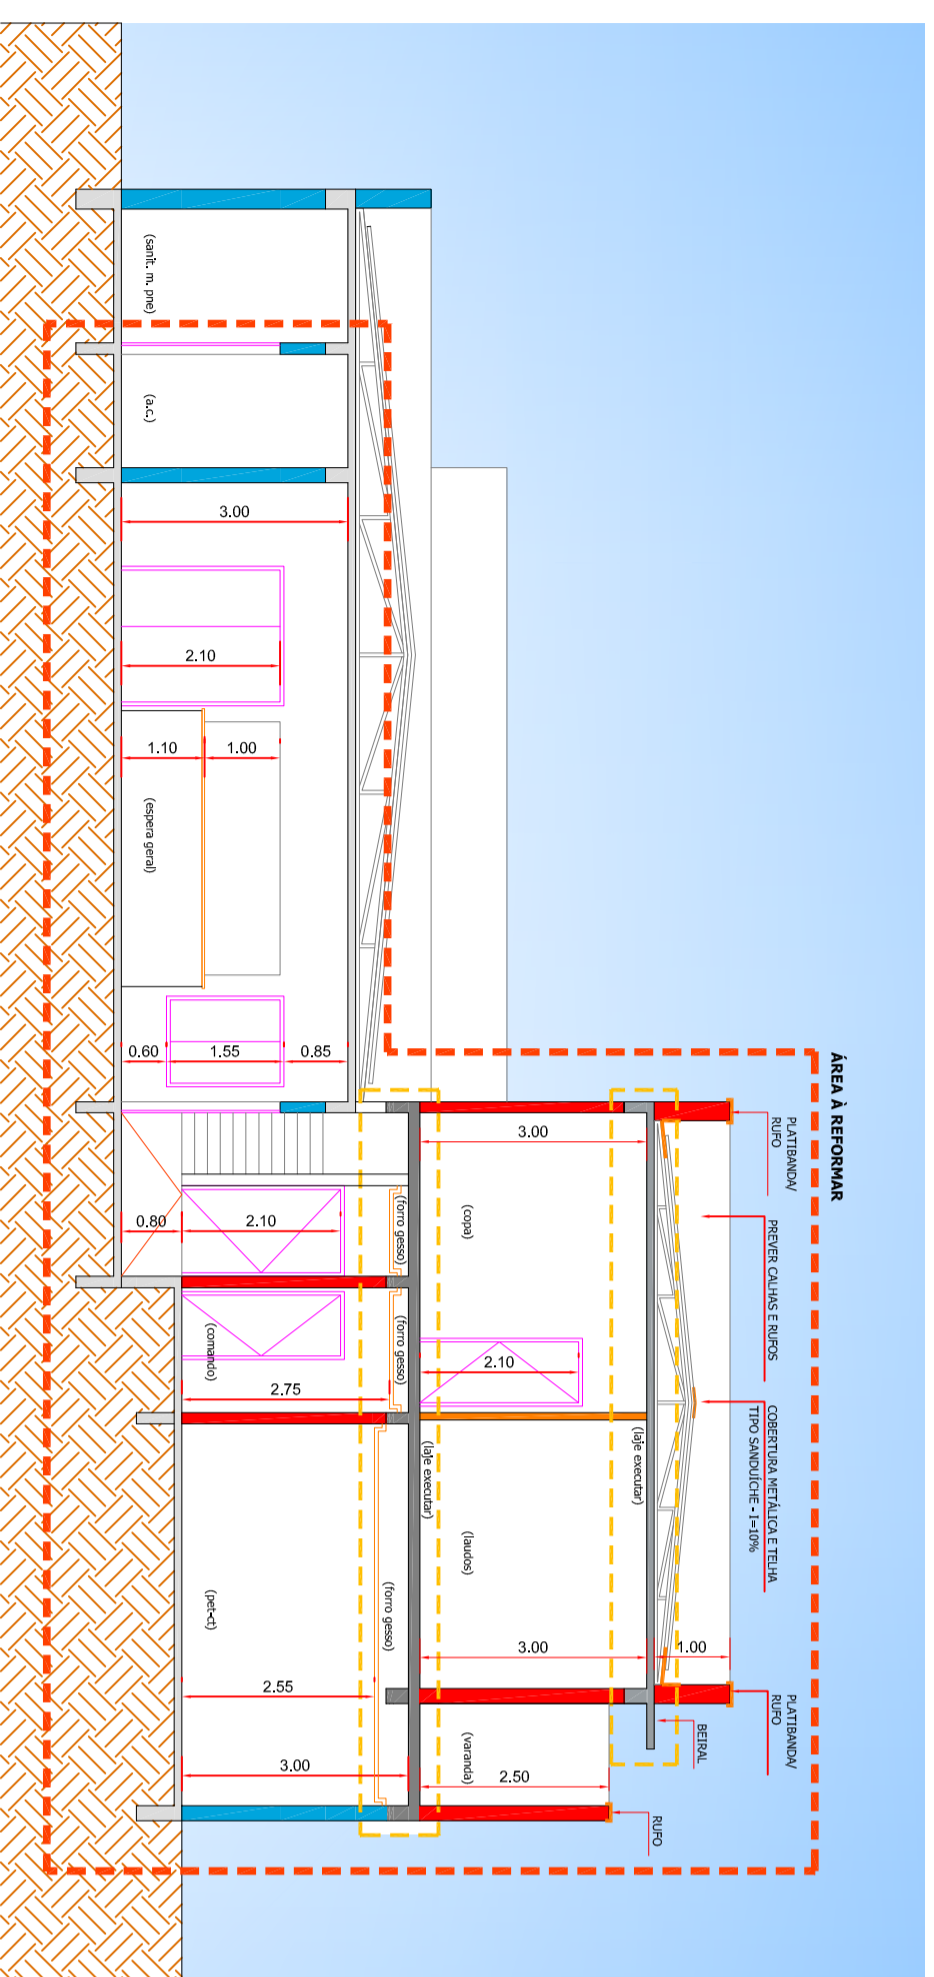 ÁREA À REFORMAR
PLATIBANDA/
RUFO
PREVER CALHAS E RUFOS
COBERTURA METÁLICA E TELHA
TIPO SANDUÍCHE - I=10%
PLATIBANDA/
RUFO
BEIRAL
RUFO
1.00
(laje executar)
3.00
(copa)
2.10
(laudos)
3.00
(varanda)
2.50
(laje executar)
(forro gesso)
(forro gesso)
(forro gesso)
(sanit. m. pne)
(a.c.)
3.00
2.10
1.10
1.00
(espera geral)
0.60
1.55
0.85
0.80
2.10
(comando)
2.75
(pet-ct)
2.55
3.00